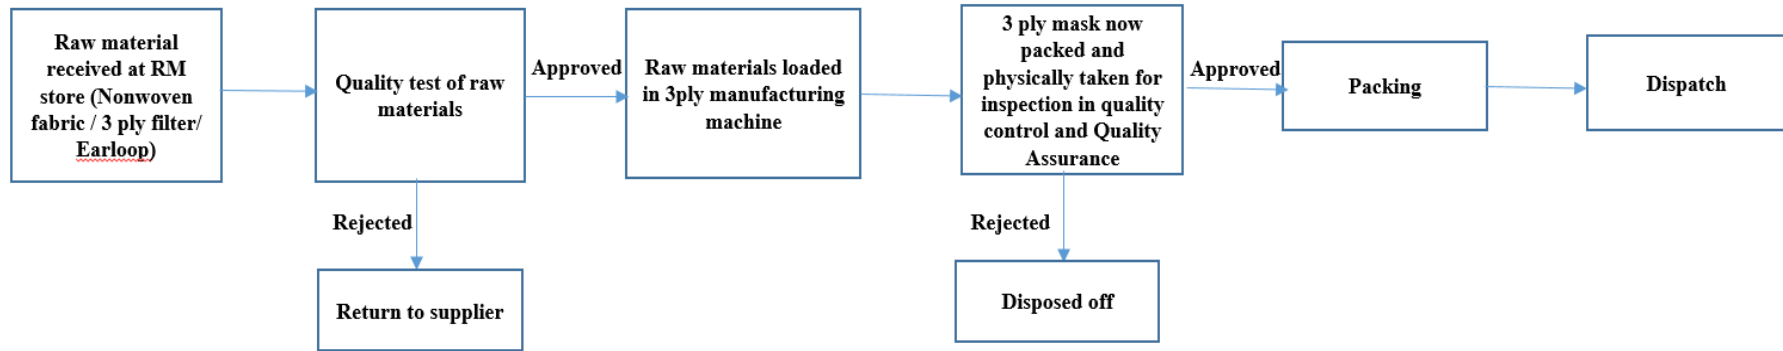 Raw material
received at RM
store (Nonwoven
fabric / 3 ply filter/
Earloop)
Quality test of raw
materials
Approved
Raw materials loaded
in 3ply manufacturing
machine
3 ply mask now
packed and
physically taken for
inspection in quality
control and Quality
Assurance
Approved
Packing
Dispatch
Rejected
Return to supplier
Rejected
Disposed off